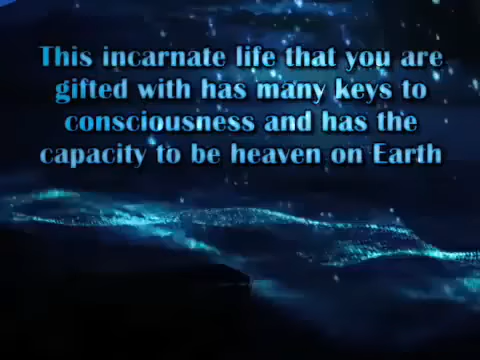 This incarnate life that you are
gifted with has many keys to
consciousness and has the
capacity to be heaven on Earth